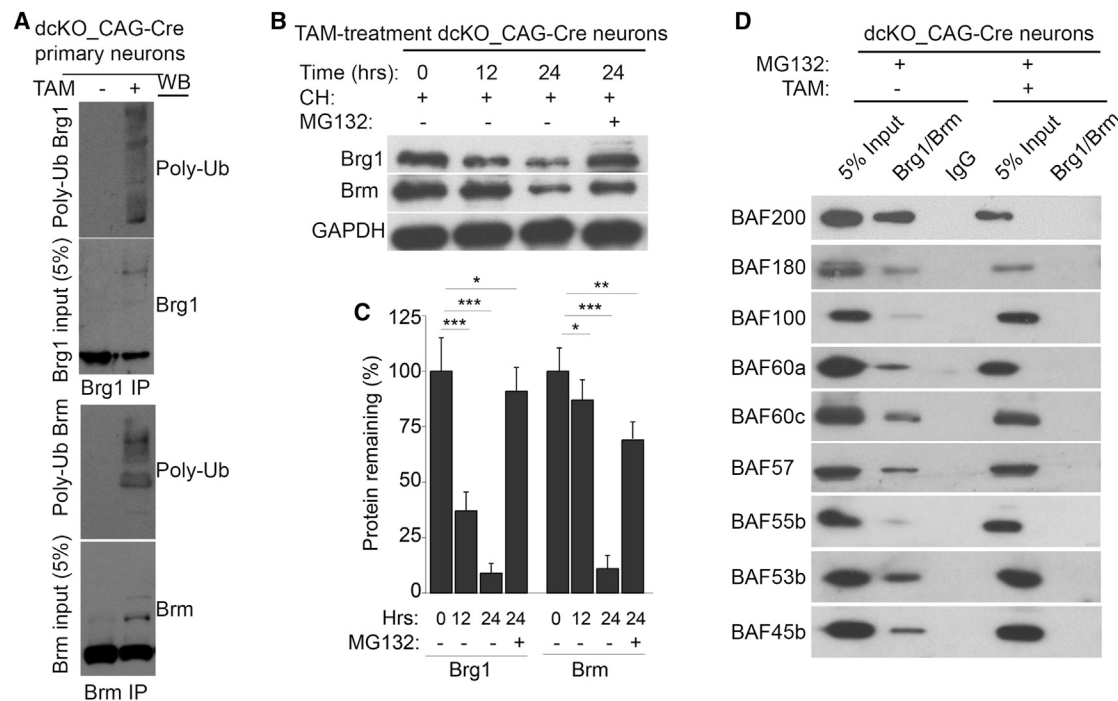 A
dcKO_CAG-Cre
primary neurons
TAM - + WB
Poly-Ub Brg1
Poly-Ub
Brg1 input (5%)
Brg1
Brg1 IP
Poly-Ub Brm
Poly-Ub
Brm input (5%)
Brm
Brm IP
B
TAM-treatment dcKO_CAG-Cre neurons
Time (hrs): 0 12 24 24
CH: + + + +
MG132: - - - +
Brg1
Brm
GAPDH
C
Protein remaining (%)
125
100
75
50
25
0
*
***
***
**
***
*
Hrs: 0 12 24 24 0 12 24 24
MG132: - - - + - - - +
Brg1 Brm
D
dcKO_CAG-Cre neurons
MG132: + +
TAM: - +
5% Input Brg1/Brm IgG 5% Input Brg1/Brm
BAF200
BAF180
BAF100
BAF60a
BAF60c
BAF57
BAF55b
BAF53b
BAF45b